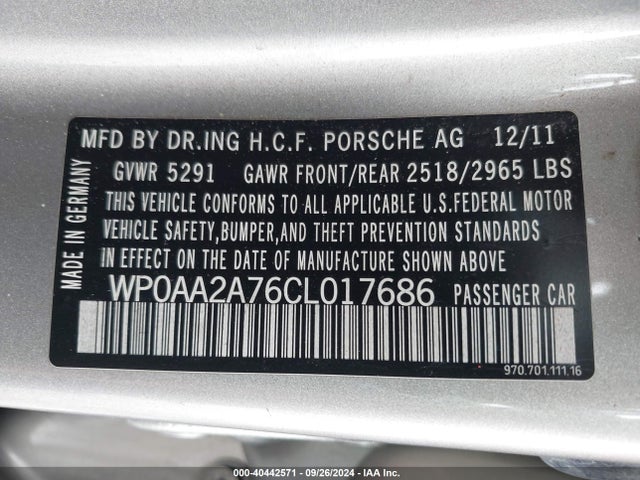 MFD BY DR.ING H.C.F. PORSCHE AG 12/11
GVWR 5291 GAWR FRONT/REAR 2518/2965 LBS
THIS VEHICLE CONFORMS TO ALL APPLICABLE U.S.FEDERAL MOTOR
VEHICLE SAFETY,BUMPER,AND THEFT PREVENTION STANDARDS
IN EFFECT ON THE DATE OF MANUFACTURE SHOWN ABOVE
WP0AA2A76CL017686 PASSENGER CAR
MADE IN GERMANY
970.701.111.16
000-40442571 - 09/26/2024 - IAA Inc.